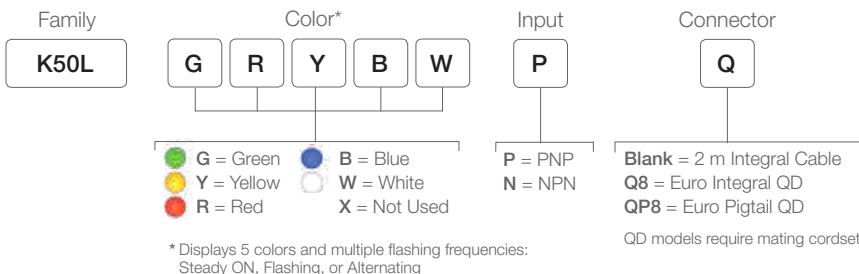 Family Color* Input Connector
K50L G R Y B W P Q
G = Green B = Blue P = PNP Blank = 2 m Integral Cable
Y = Yellow W = White N = NPN Q8 = Euro Integral QD
R = Red X = Not Used QP8 = Euro Pigtail QD
QD models require mating cordset
* Displays 5 colors and multiple flashing frequencies:
Steady ON, Flashing, or Alternating